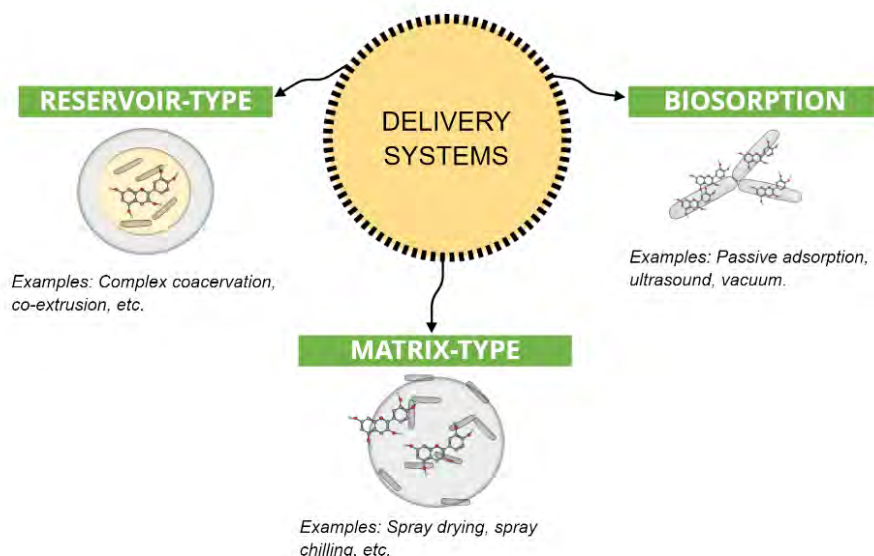 DELIVERY
SYSTEMS
RESERVOIR-TYPE
Examples: Complex coacervation,
co-extrusion, etc.
BIOSORPTION
Examples: Passive adsorption,
ultrasound, vacuum.
MATRIX-TYPE
Examples: Spray drying, spray
chilling, etc.